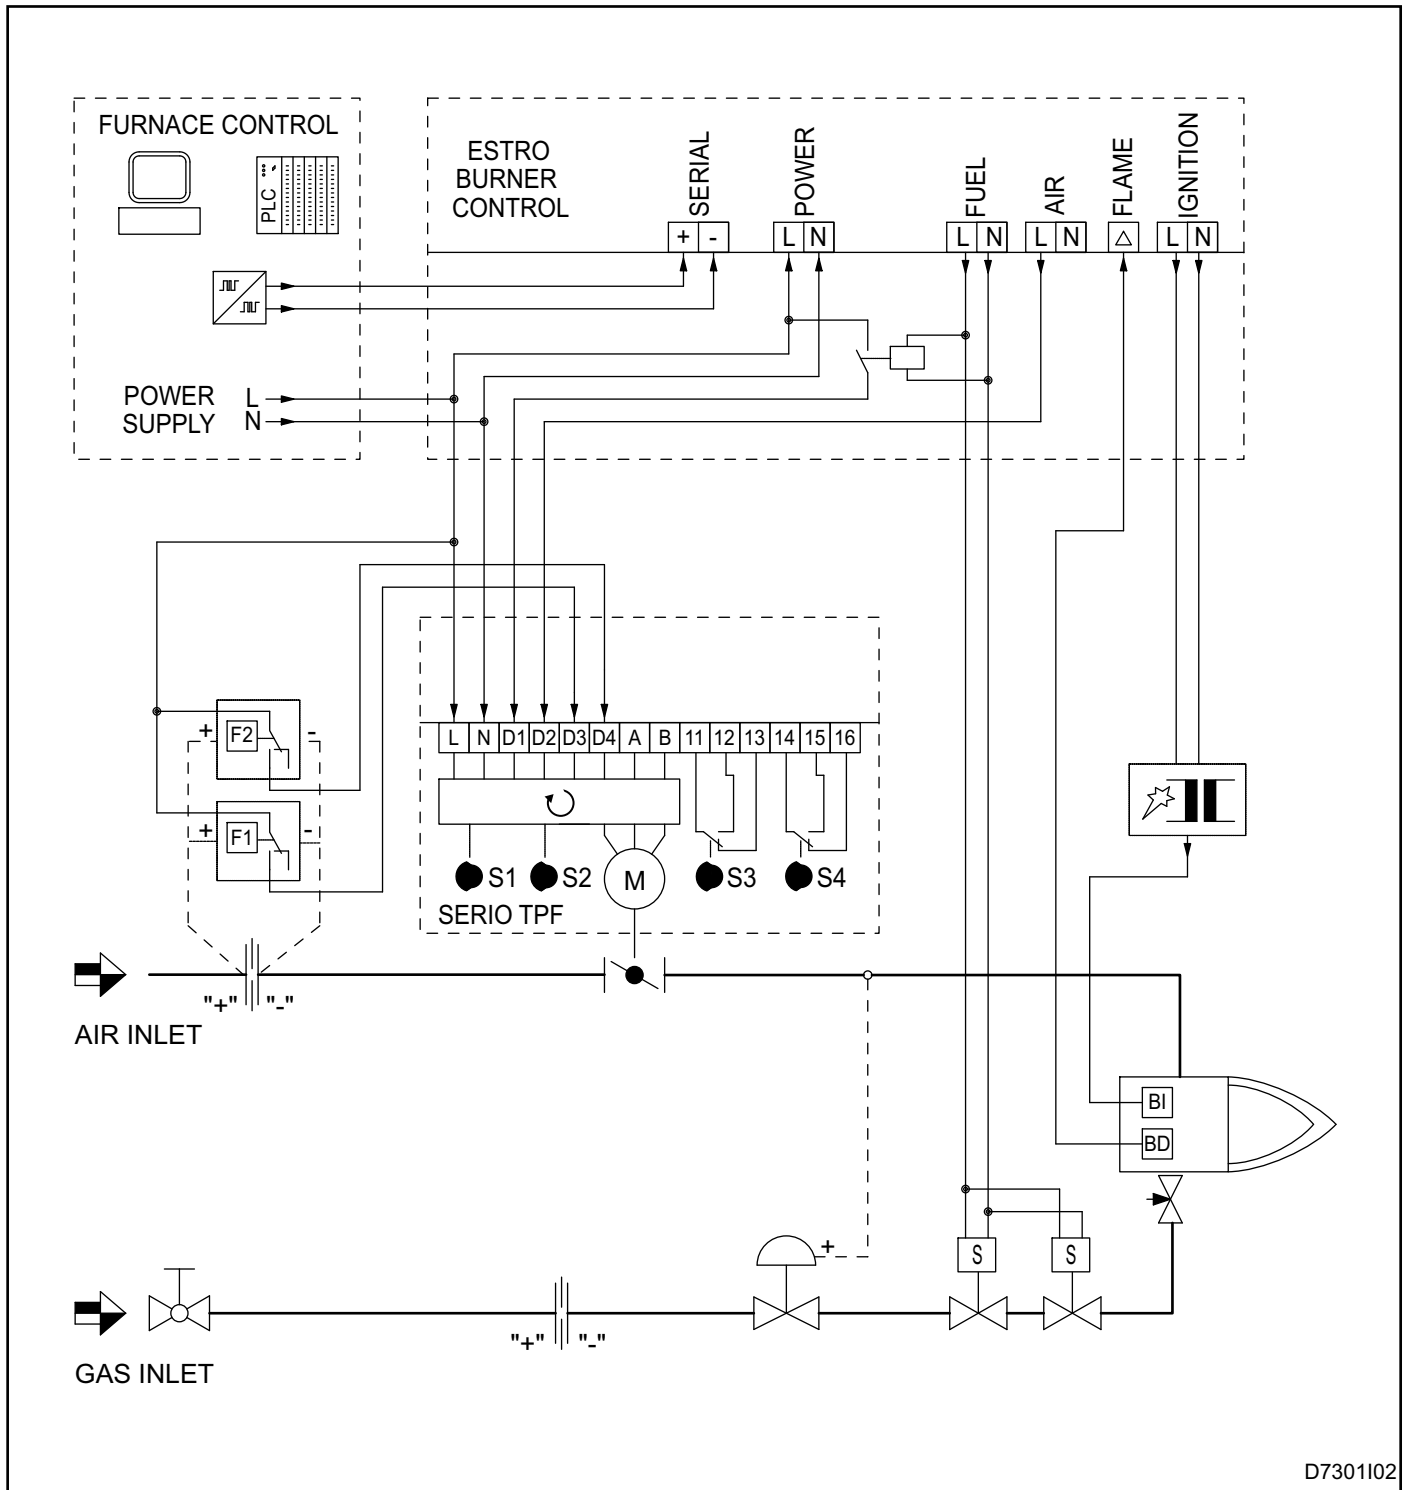 FURNACE CONTROL
PLC
POWER
SUPPLY
L
N
ESTRO
BURNER
CONTROL
SERIAL
POWER
FUEL
AIR
FLAME
IGNITION
+ -
L N
L N
L N
△
L N
+ F2 -
+ F1 -
L N D1 D2 D3 D4 A B 11 12 13 14 15 16
S1 S2 M S3 S4
SERIO TPF
"+" "-"
AIR INLET
BI
BD
+
S
S
"+" "-"
GAS INLET
D7301I02